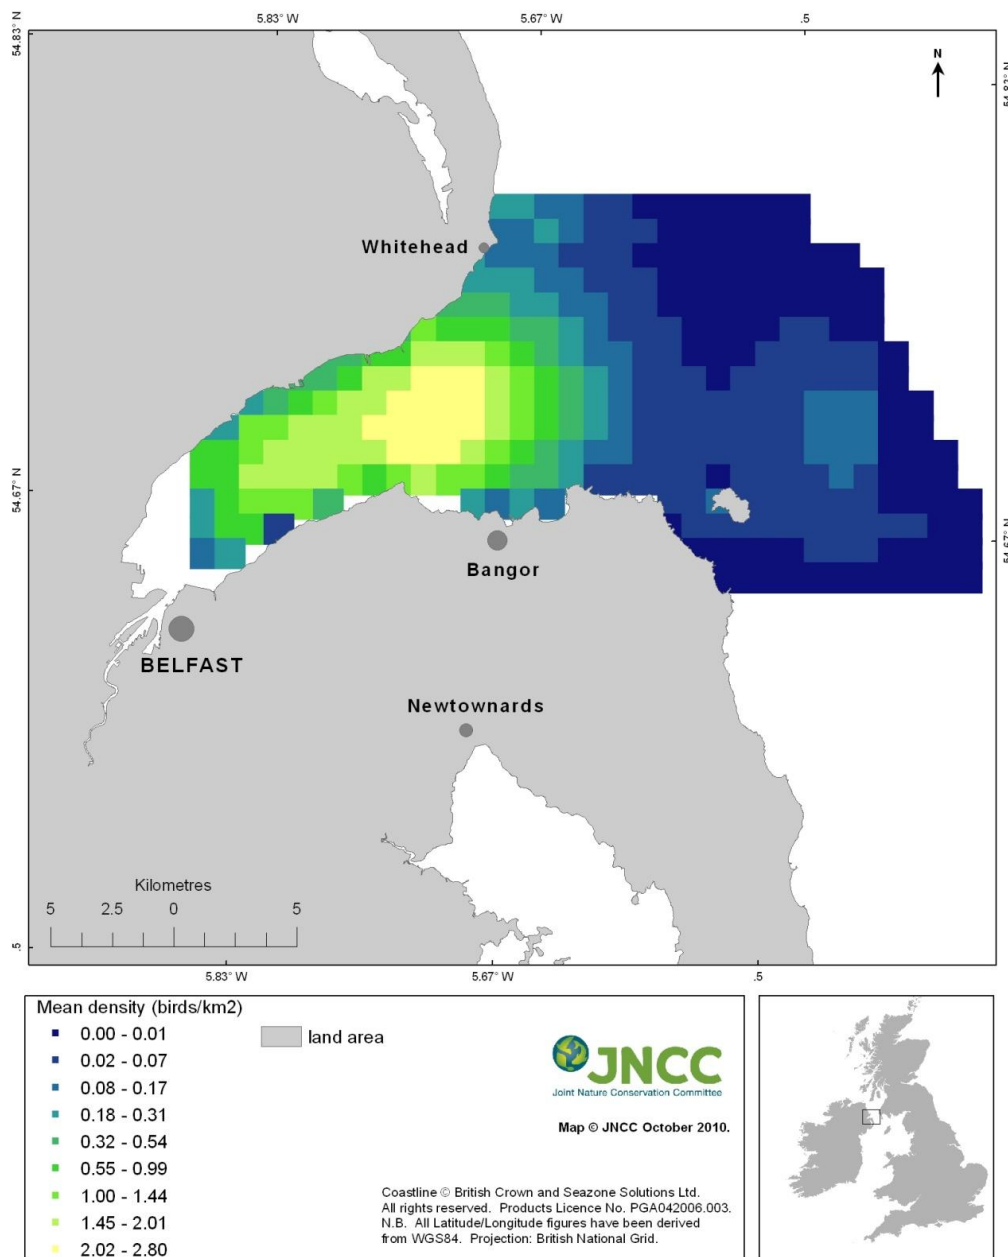 5.83° W
5.67° W
.5
54.83° N
54.83° N
N
Whitehead
54.67° N
54.67° N
Bangor
BELFAST
Newtownards
Kilometres
5 2.5 0 5
.5
5.83° W
5.67° W
.5
Mean density (birds/km2)
0.00 - 0.01
0.02 - 0.07
0.08 - 0.17
0.18 - 0.31
0.32 - 0.54
0.55 - 0.99
1.00 - 1.44
1.45 - 2.01
2.02 - 2.80
land area
JNCC
Joint Nature Conservation Committee
Map © JNCC October 2010.
Coastline © British Crown and Seazone Solutions Ltd.
All rights reserved. Products Licence No. PGA042006.003.
N.B. All Latitude/Longitude figures have been derived
from WGS84. Projection: British National Grid.